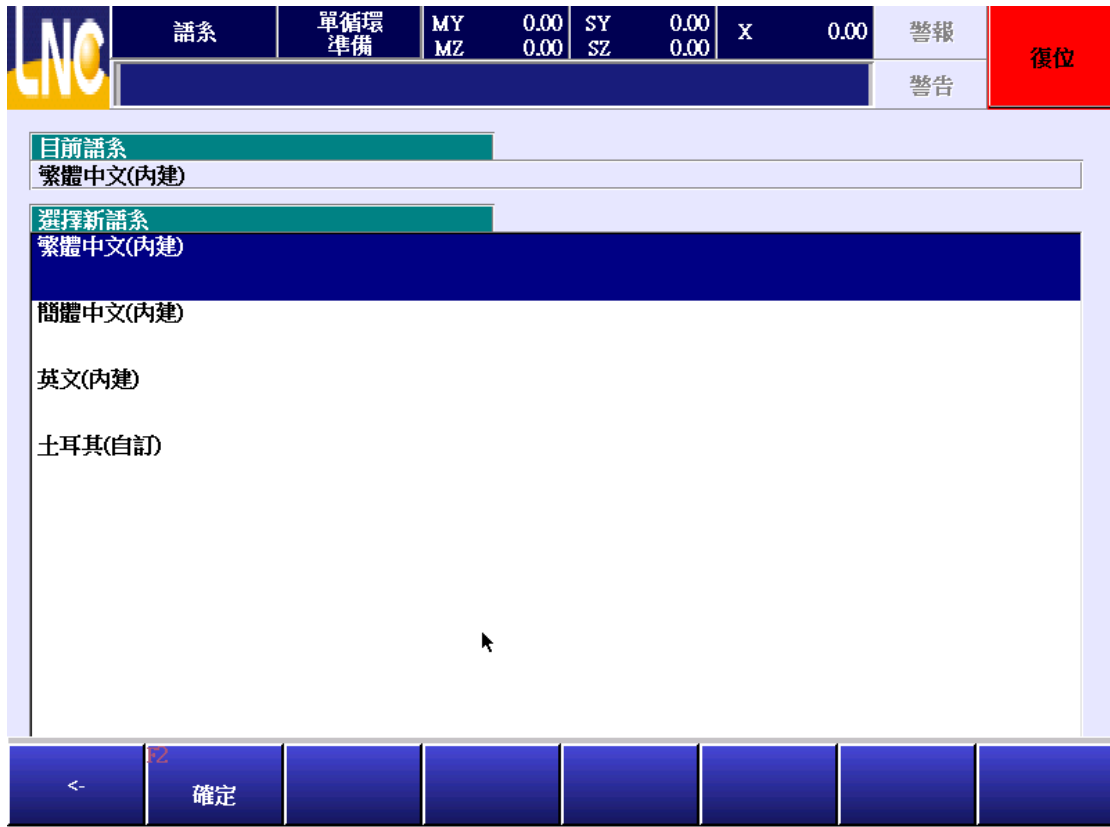 LNC
語系
單循環
準備
MY 0.00 SY 0.00 X 0.00
MZ 0.00 SZ 0.00
警報
警告
復位
目前語系
繁體中文(內建)
選擇新語系
繁體中文(內建)
簡體中文(內建)
英文(內建)
土耳其(自訂)
<-
F2
確定